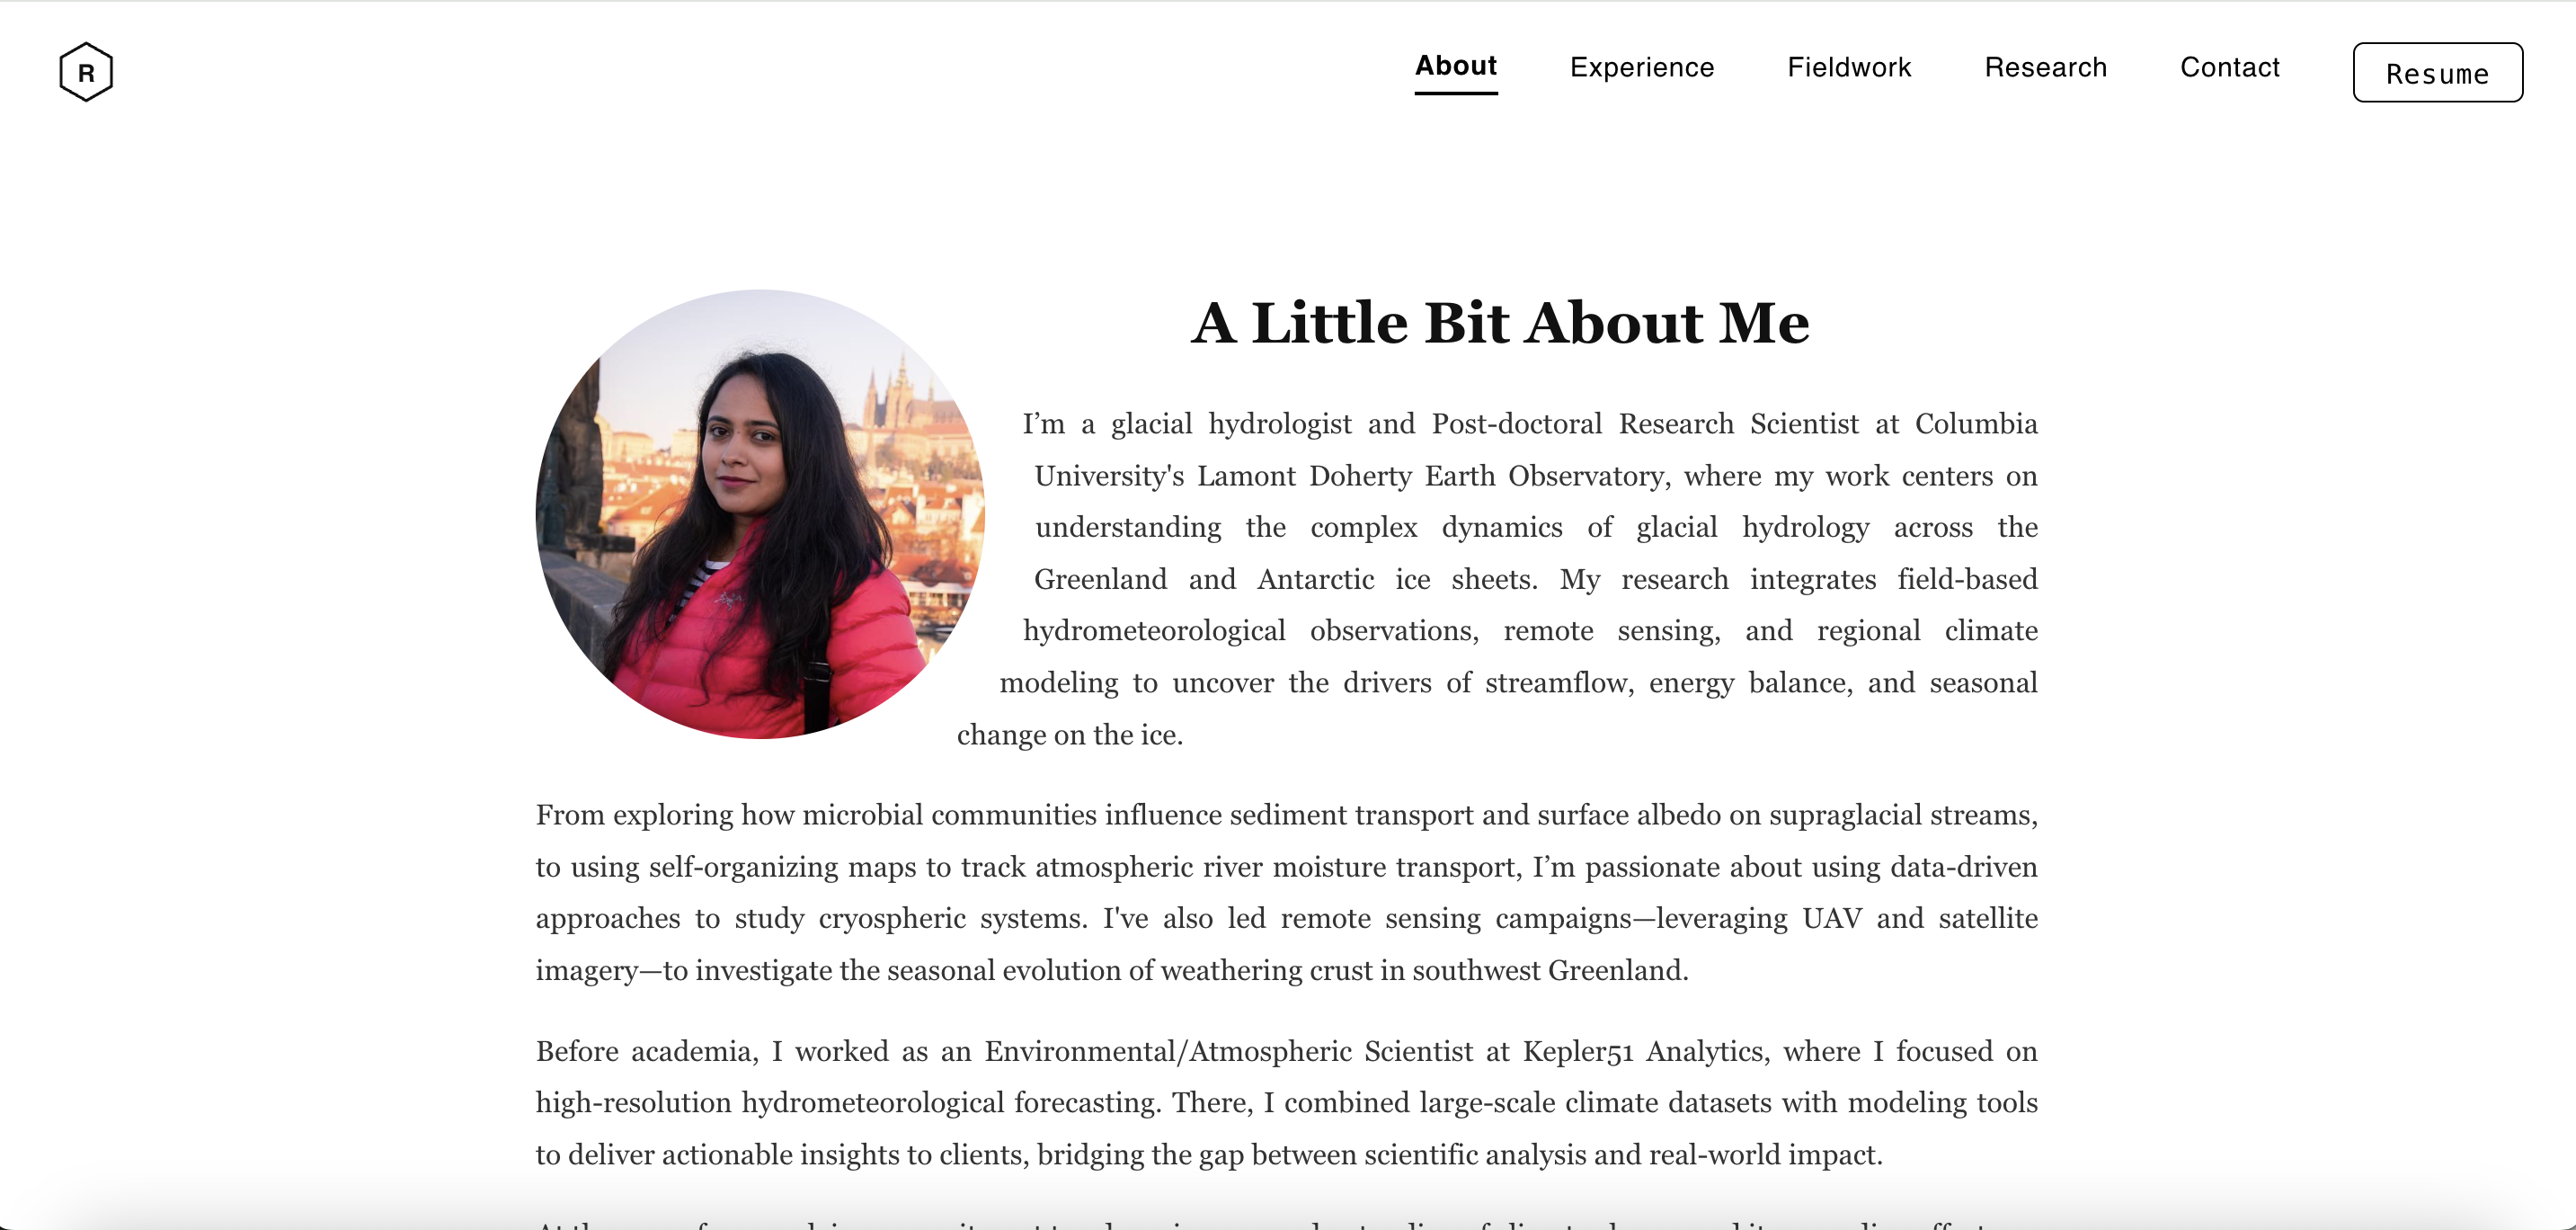 R
About Experience Fieldwork Research Contact Resume
A Little Bit About Me
I’m a glacial hydrologist and Post-doctoral Research Scientist at Columbia
University's Lamont Doherty Earth Observatory, where my work centers on
understanding the complex dynamics of glacial hydrology across the
Greenland and Antarctic ice sheets. My research integrates field-based
hydrometeorological observations, remote sensing, and regional climate
modeling to uncover the drivers of streamflow, energy balance, and seasonal
change on the ice.
From exploring how microbial communities influence sediment transport and surface albedo on supraglacial streams,
to using self-organizing maps to track atmospheric river moisture transport, I’m passionate about using data-driven
approaches to study cryospheric systems. I've also led remote sensing campaigns—leveraging UAV and satellite
imagery—to investigate the seasonal evolution of weathering crust in southwest Greenland.
Before academia, I worked as an Environmental/Atmospheric Scientist at Kepler51 Analytics, where I focused on
high-resolution hydrometeorological forecasting. There, I combined large-scale climate datasets with modeling tools
to deliver actionable insights to clients, bridging the gap between scientific analysis and real-world impact.